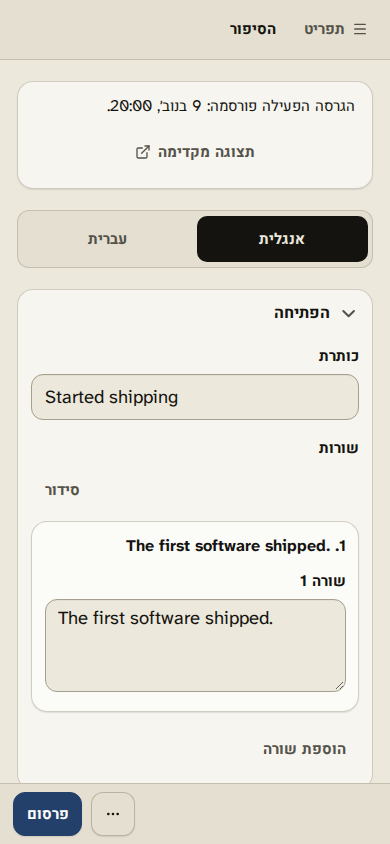 תפריט הסיפור
הגרסה הפעילה פורסמה: 9 בנוב׳, 20:00.
תצוגה מקדימה
אנגלית עברית
הפתיחה
כותרת
Started shipping
שורות
סידור
1. The first software shipped.
שורה 1
The first software shipped.
הוספת שורה
... פרסום